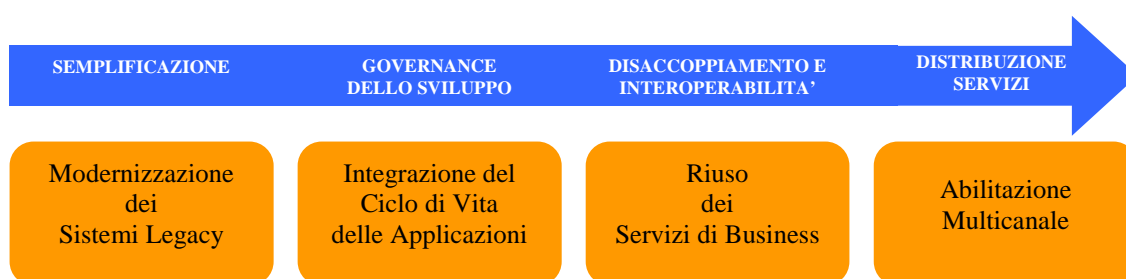 SEMPLIFICAZIONE
GOVERNANCE
DELLO SVILUPPO
DISACCOPPIAMENTO E
INTEROPERABILITA’
DISTRIBUZIONE
SERVIZI
Modernizzazione
dei
Sistemi Legacy
Integrazione del
Ciclo di Vita
delle Applicazioni
Riuso
dei
Servizi di Business
Abilitazione
Multicanale